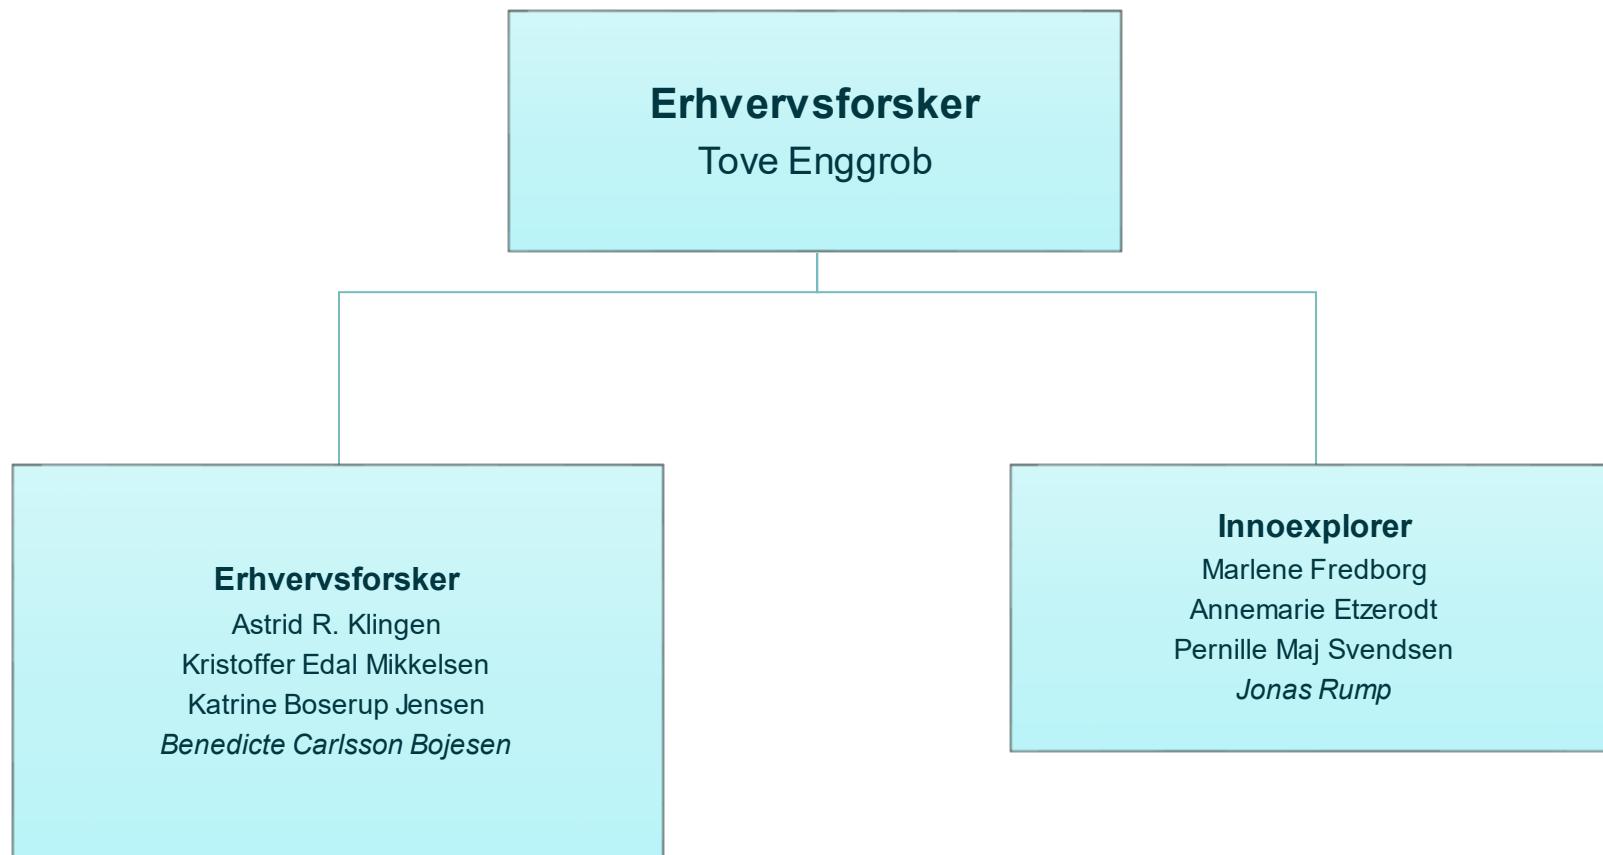 Erhvervsforsker
Tove Enggrob
Erhvervsforsker
Astrid R. Klingen
Kristoffer Edal Mikkelsen
Katrine Boserup Jensen
Benedicte Carlsson Bojesen
Innoexplorer
Marlene Fredborg
Annemarie Etzerodt
Pernille Maj Svendsen
Jonas Rump